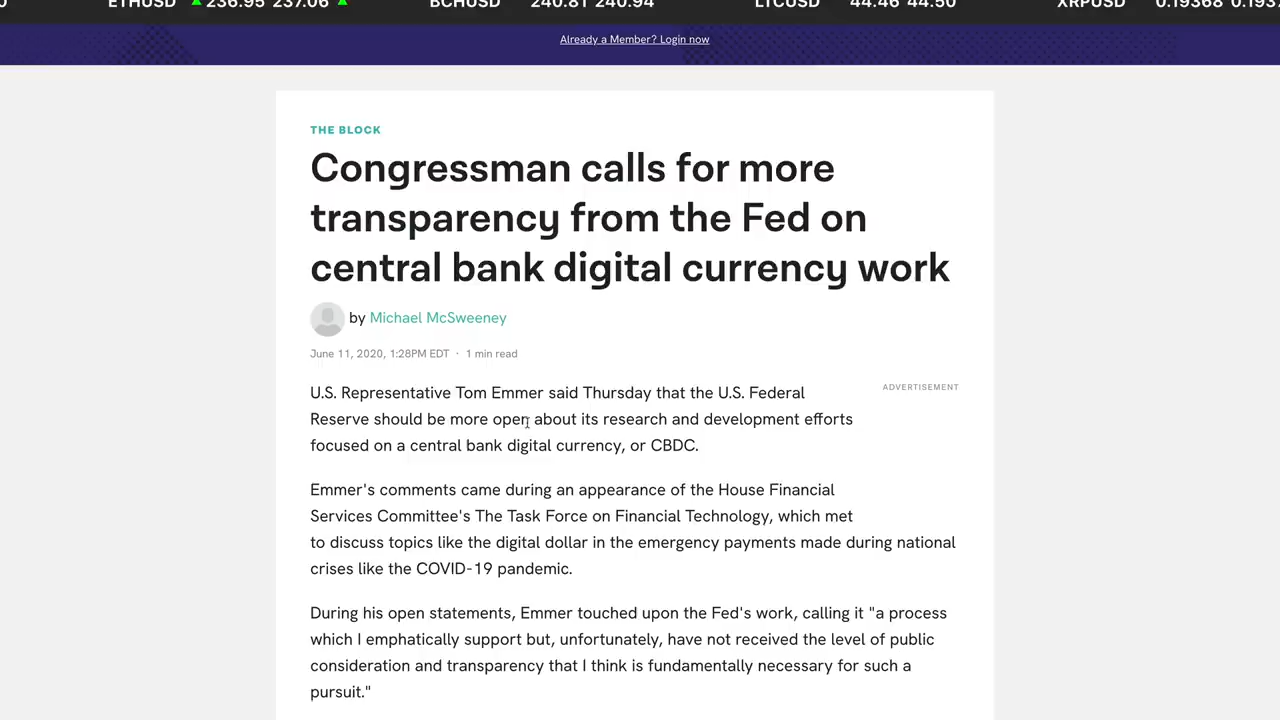 ETHUSD 236.95 237.06 BCHUSD 240.81 240.94 LTCUSD 44.46 44.50 XRPUSD 0.19368
Already a Member? Login now
THE BLOCK
Congressman calls for more
transparency from the Fed on
central bank digital currency work
by Michael McSweeney
June 11, 2020, 1:28PM EDT · 1 min read
ADVERTISEMENT
U.S. Representative Tom Emmer said Thursday that the U.S. Federal
Reserve should be more open about its research and development efforts
focused on a central bank digital currency, or CBDC.
Emmer's comments came during an appearance of the House Financial
Services Committee's The Task Force on Financial Technology, which met
to discuss topics like the digital dollar in the emergency payments made during national
crises like the COVID-19 pandemic.
During his open statements, Emmer touched upon the Fed's work, calling it "a process
which I emphatically support but, unfortunately, have not received the level of public
consideration and transparency that I think is fundamentally necessary for such a
pursuit."